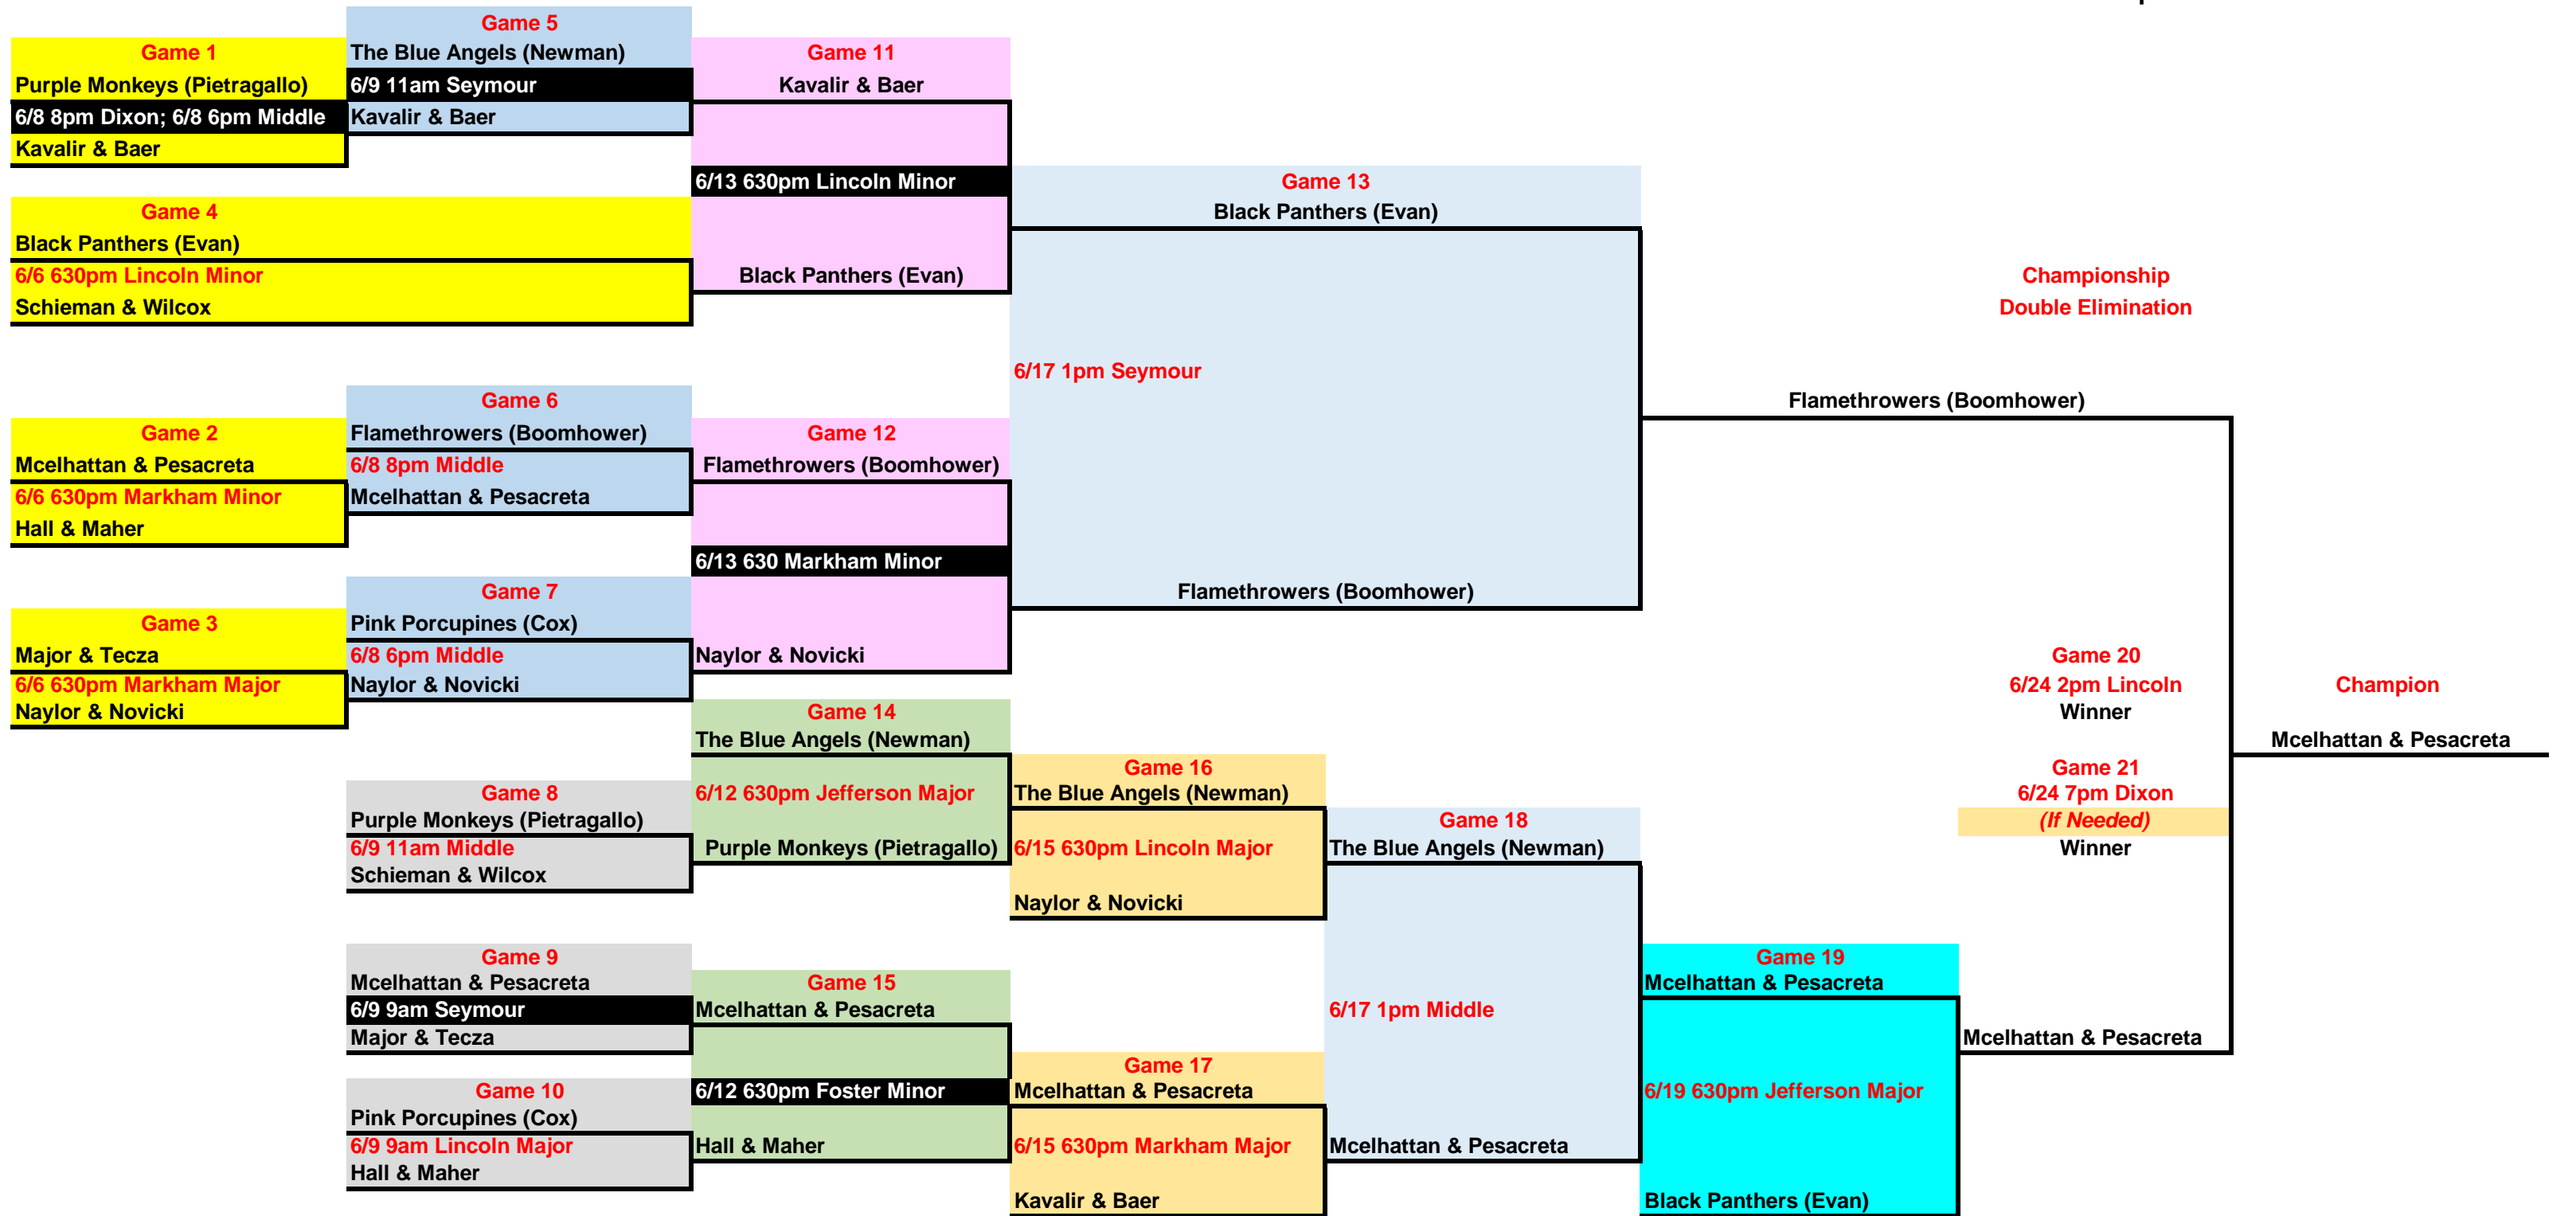 Game 5
Game 1
The Blue Angels (Newman)
Game 11
Purple Monkeys (Pietragallo)
6/9 11am Seymour
Kavalir & Baer
6/8 8pm Dixon; 6/8 6pm Middle
Kavalir & Baer
Kavalir & Baer
6/13 630pm Lincoln Minor
Game 13
Game 4
Black Panthers (Evan)
Black Panthers (Evan)
6/6 630pm Lincoln Minor
Black Panthers (Evan)
Championship
Schieman & Wilcox
Double Elimination
6/17 1pm Seymour
Game 6
Flamethrowers (Boomhower)
Game 2
Flamethrowers (Boomhower)
Game 12
Mcelhattan & Pesacreta
6/8 8pm Middle
Flamethrowers (Boomhower)
6/6 630pm Markham Minor
Mcelhattan & Pesacreta
Hall & Maher
6/13 630 Markham Minor
Game 7
Flamethrowers (Boomhower)
Game 3
Pink Porcupines (Cox)
Major & Tecza
6/8 6pm Middle
Naylor & Novicki
Game 20
6/6 630pm Markham Major
Naylor & Novicki
6/24 2pm Lincoln
Champion
Naylor & Novicki
Game 14
Winner
The Blue Angels (Newman)
Mcelhattan & Pesacreta
Game 16
Game 21
Game 8
6/12 630pm Jefferson Major
The Blue Angels (Newman)
6/24 7pm Dixon
Purple Monkeys (Pietragallo)
Game 18
(If Needed)
6/9 11am Middle
Purple Monkeys (Pietragallo)
6/15 630pm Lincoln Major
The Blue Angels (Newman)
Winner
Schieman & Wilcox
Naylor & Novicki
Game 9
Game 19
Mcelhattan & Pesacreta
Game 15
Mcelhattan & Pesacreta
6/9 9am Seymour
Mcelhattan & Pesacreta
6/17 1pm Middle
Major & Tecza
Mcelhattan & Pesacreta
Game 17
Game 10
6/12 630pm Foster Minor
Mcelhattan & Pesacreta
6/19 630pm Jefferson Major
Pink Porcupines (Cox)
6/9 9am Lincoln Major
Hall & Maher
6/15 630pm Markham Major
Mcelhattan & Pesacreta
Hall & Maher
Kavalir & Baer
Black Panthers (Evan)